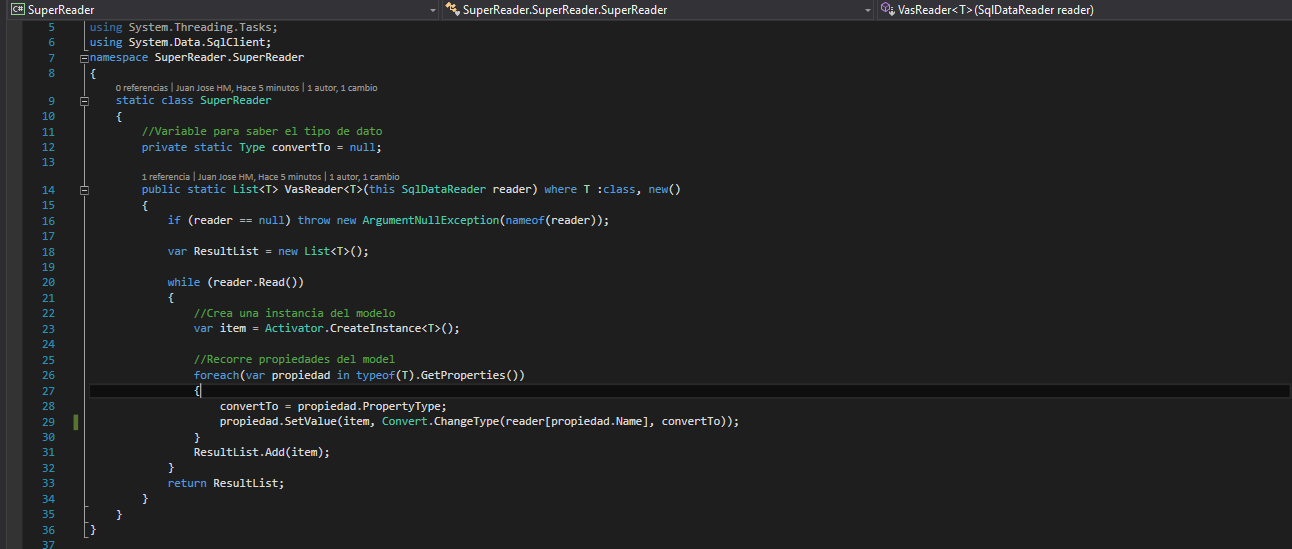 SuperReader SuperReader.SuperReader.SuperReader VasReader<T>(SqlDataReader reader)
5 using System.Threading.Tasks;
6 using System.Data.SqlClient;
7 namespace SuperReader.SuperReader
8 {
0 referencias | Juan Jose HM, Hace 5 minutos | 1 autor, 1 cambio
9 static class SuperReader
10 {
11 //Variable para saber el tipo de dato
12 private static Type convertTo = null;
13
1 referencia | Juan Jose HM, Hace 5 minutos | 1 autor, 1 cambio
14 public static List<T> VasReader<T>(this SqlDataReader reader) where T :class, new()
15 {
16 if (reader == null) throw new ArgumentNullException(nameof(reader));
17
18 var ResultList = new List<T>();
19
20 while (reader.Read())
21 {
22 //Crea una instancia del modelo
23 var item = Activator.CreateInstance<T>();
24
25 //Recorre propiedades del model
26 foreach(var propiedad in typeof(T).GetProperties())
27 {
28 convertTo = propiedad.PropertyType;
29 propiedad.SetValue(item, Convert.ChangeType(reader[propiedad.Name], convertTo));
30 }
31 ResultList.Add(item);
32 }
33 return ResultList;
34 }
35 }
36 }
37